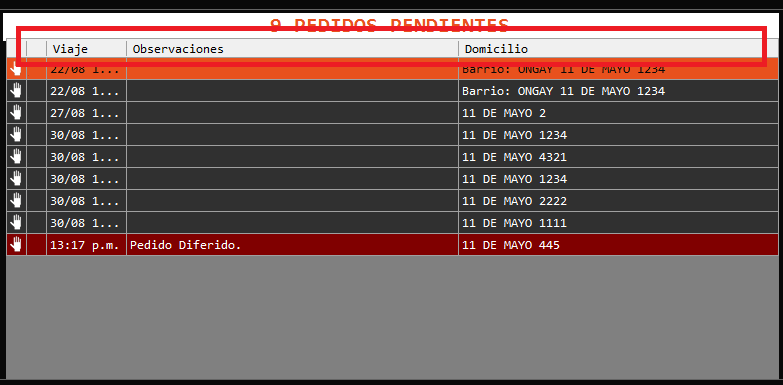 9 PEDIDOS PENDIENTES
Viaje Observaciones Domicilio
22/08 1... Barrio: ONGAY 11 DE MAYO 1234
22/08 1... Barrio: ONGAY 11 DE MAYO 1234
27/08 1... 11 DE MAYO 2
30/08 1... 11 DE MAYO 1234
30/08 1... 11 DE MAYO 4321
30/08 1... 11 DE MAYO 1234
30/08 1... 11 DE MAYO 2222
30/08 1... 11 DE MAYO 1111
13:17 p.m. Pedido Diferido. 11 DE MAYO 445